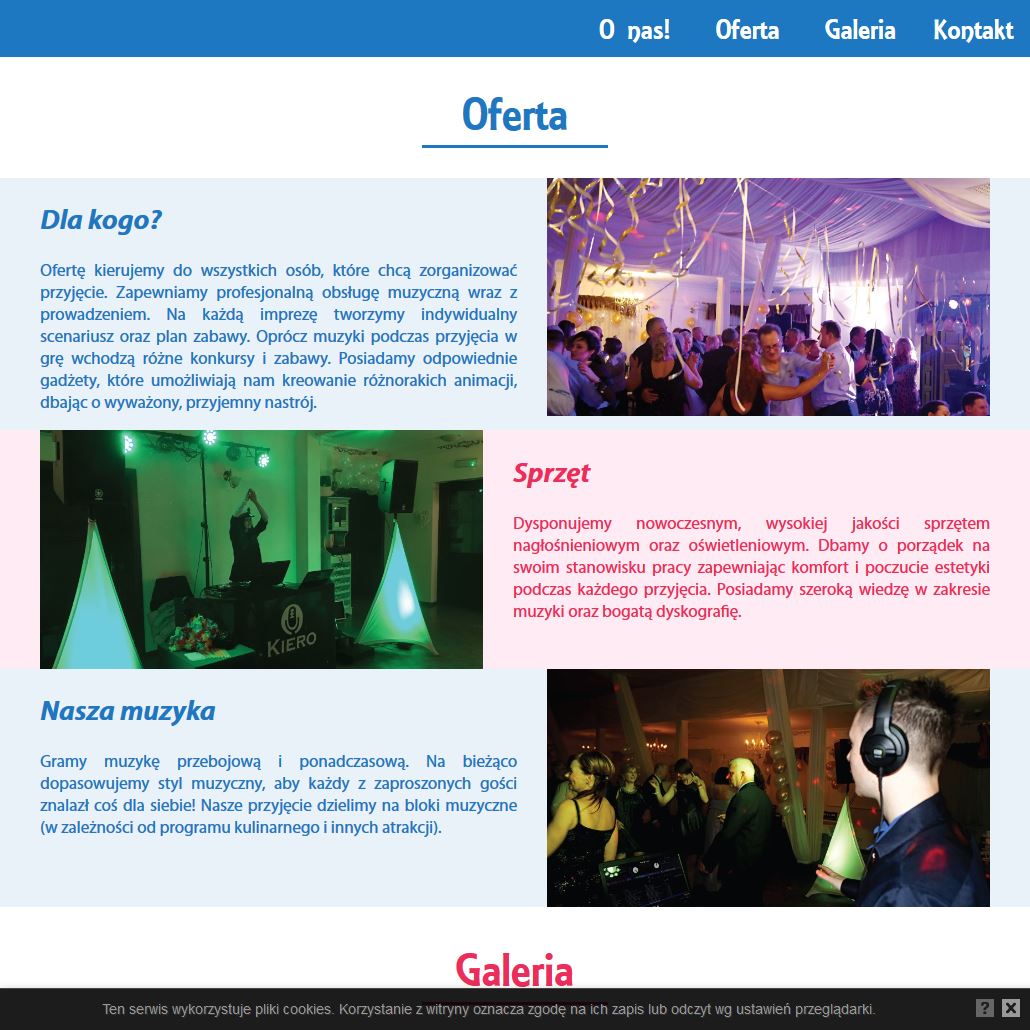 O nas!
Oferta
Galeria
Kontakt
Oferta
Dla kogo?
Ofertę kierujemy do wszystkich osób, które chcą zorganizować
przyjęcie. Zapewniamy profesjonalną obsługę muzyczną wraz z
prowadzeniem. Na każdą imprezę tworzymy indywidualny
scenariusz oraz plan zabawy. Oprócz muzyki podczas przyjęcia w
grę wchodzą różne konkursy i zabawy. Posiadamy odpowiednie
gadżety, które umożliwiają nam kreowanie różnorakich animacji,
dbając o wyważony, przyjemny nastrój.
KIERO
Sprzęt
Dysponujemy nowoczesnym, wysokiej jakości sprzętem
nagłośnieniowym oraz oświetleniowym. Dbamy o porządek na
swoim stanowisku pracy zapewniając komfort i poczucie estetyki
podczas każdego przyjęcia. Posiadamy szeroką wiedzę w zakresie
muzyki oraz bogatą dyskografię.
Nasza muzyka
Gramy muzykę przebojową i ponadczasową. Na bieżąco
dopasowujemy styl muzyczny, aby każdy z zaproszonych gości
znalazł coś dla siebie! Nasze przyjęcie dzielimy na bloki muzyczne
(w zależności od programu kulinarnego i innych atrakcji).
Galeria
Ten serwis wykorzystuje pliki cookies. Korzystanie z witryny oznacza zgodę na ich zapis lub odczyt wg ustawień przeglądarki.